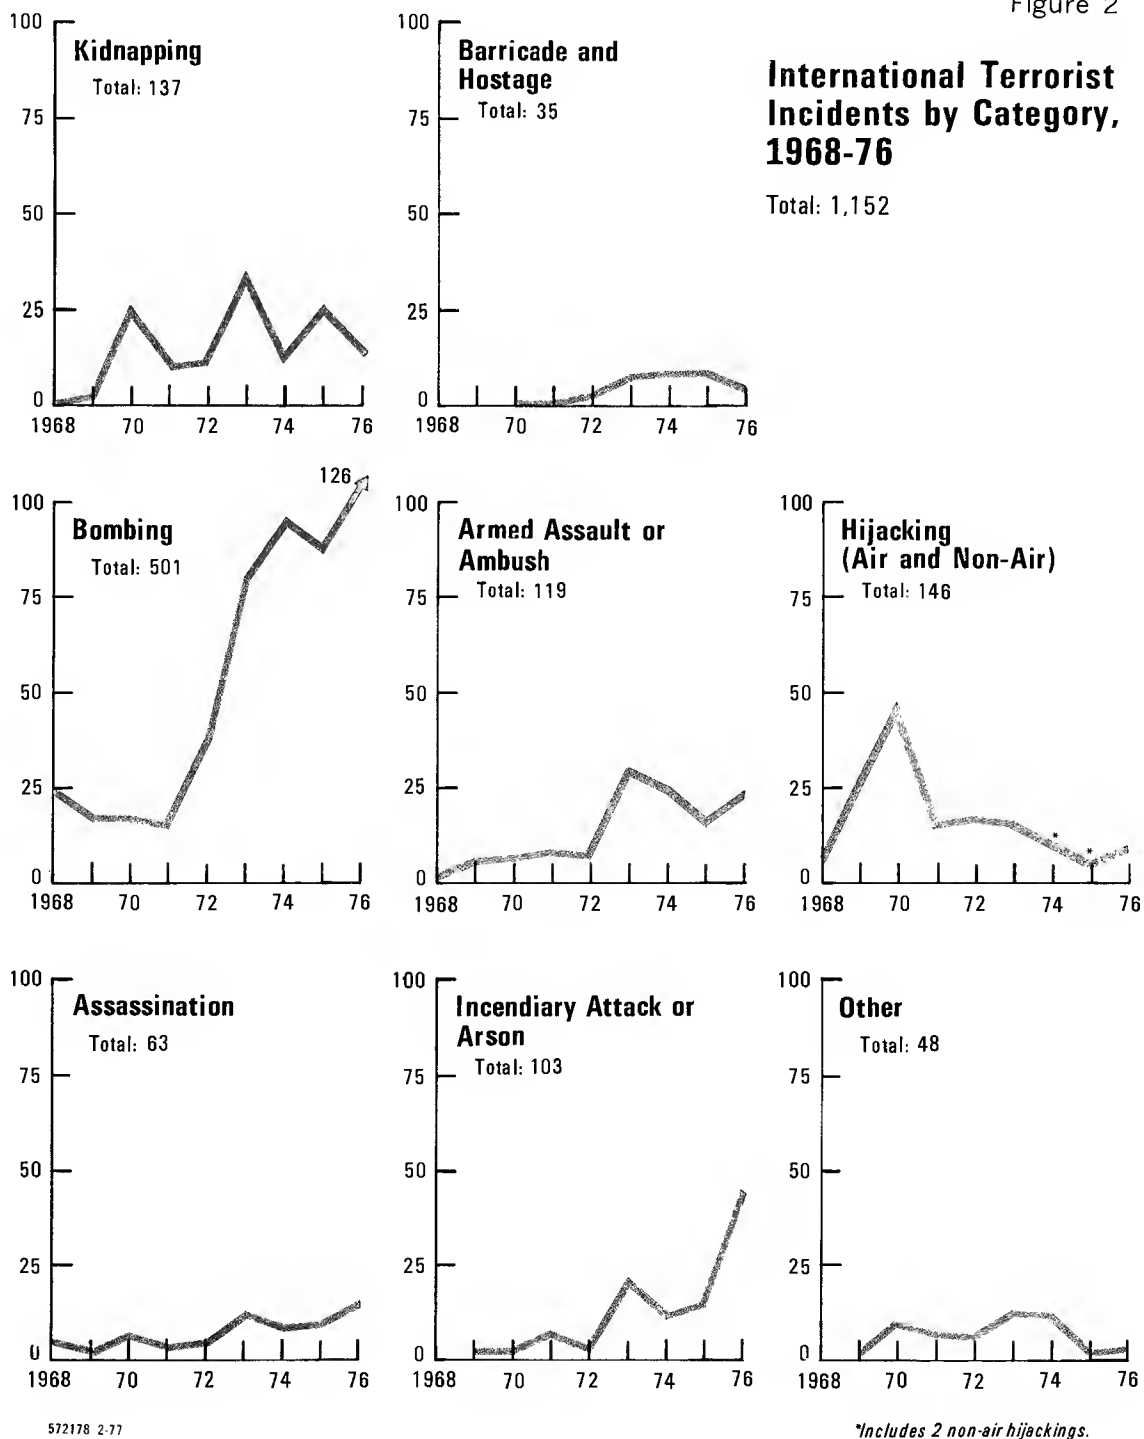 Figure 2
International Terrorist
Incidents by Category,
1968-76
Total: 1,152
Kidnapping
Total: 137
100
75
50
25
0
1968 70 72 74 76
Barricade and
Hostage
Total: 35
100
75
50
25
0
1968 70 72 74 76
Bombing
Total: 501
126
100
75
50
25
0
1968 70 72 74 76
Armed Assault or
Ambush
Total: 119
100
75
50
25
0
1968 70 72 74 76
Hijacking
(Air and Non-Air)
Total: 146
100
75
50
25
0
* *
1968 70 72 74 76
Assassination
Total: 63
100
75
50
25
0
1968 70 72 74 76
Incendiary Attack or
Arson
Total: 103
100
75
50
25
0
1968 70 72 74 76
Other
Total: 48
100
75
50
25
0
1968 70 72 74 76
572178 2-77
*Includes 2 non-air hijackings.